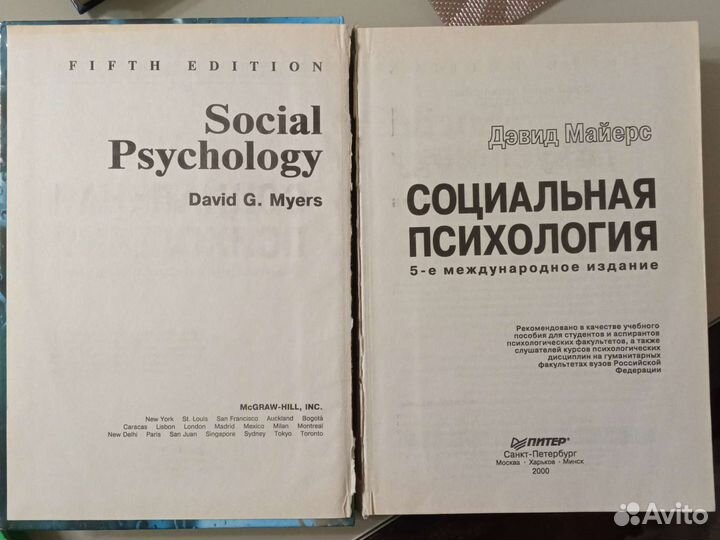 FIFTH EDITION
Social
Psychology
David G. Myers
McGRAW-HILL, INC.
New York St. Louis San Francisco Auckland Bogotá
Caracas Lisbon London Madrid Mexico Milan Montreal
New Delhi Paris San Juan Singapore Sydney Tokyo Toronto
Дэвид Майерс
СОЦИАЛЬНАЯ
ПСИХОЛОГИЯ
5-е международное издание
Рекомендовано в качестве учебного
пособия для студентов и аспирантов
психологических факультетов, а также
слушателей курсов психологических
дисциплин на гуманитарных
факультетах вузов Российской
Федерации
ПИТЕР®
Санкт-Петербург
Москва · Харьков · Минск
2000
Avito